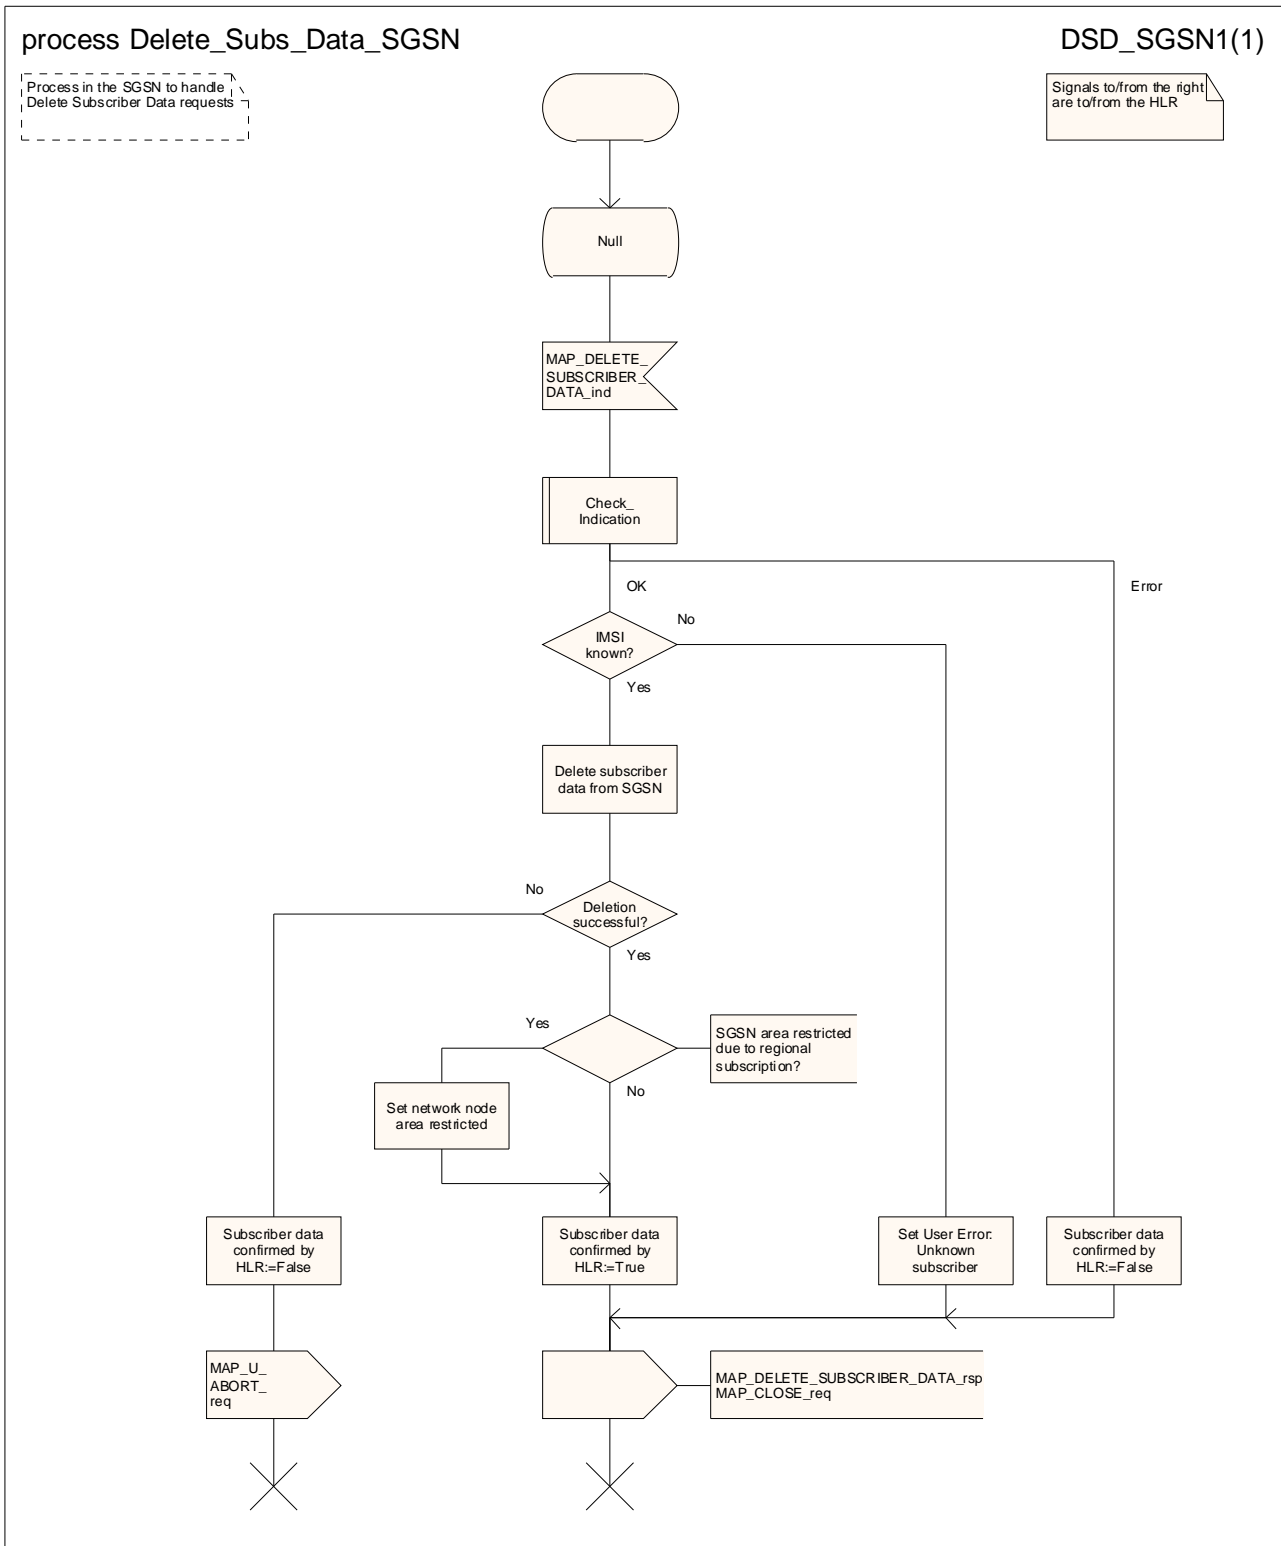 process Delete_Subs_Data_SGSN
DSD_SGSN1(1)
Process in the SGSN to handle
Delete Subscriber Data requests
Signals to/from the right
are to/from the HLR
Null
MAP_DELETE_
SUBSCRIBER_
DATA_ind
Check_
Indication
OK
Error
IMSI
known?
No
Yes
Delete subscriber
data from SGSN
No
Deletion
successful?
Yes
Yes
SGSN area restricted
due to regional
subscription?
No
Set network node
area restricted
Subscriber data
confirmed by
HLR:=False
Subscriber data
confirmed by
HLR:=True
Set User Error:
Unknown
subscriber
Subscriber data
confirmed by
HLR:=False
MAP_U_
ABORT_
req
MAP_DELETE_SUBSCRIBER_DATA_rsp
MAP_CLOSE_req